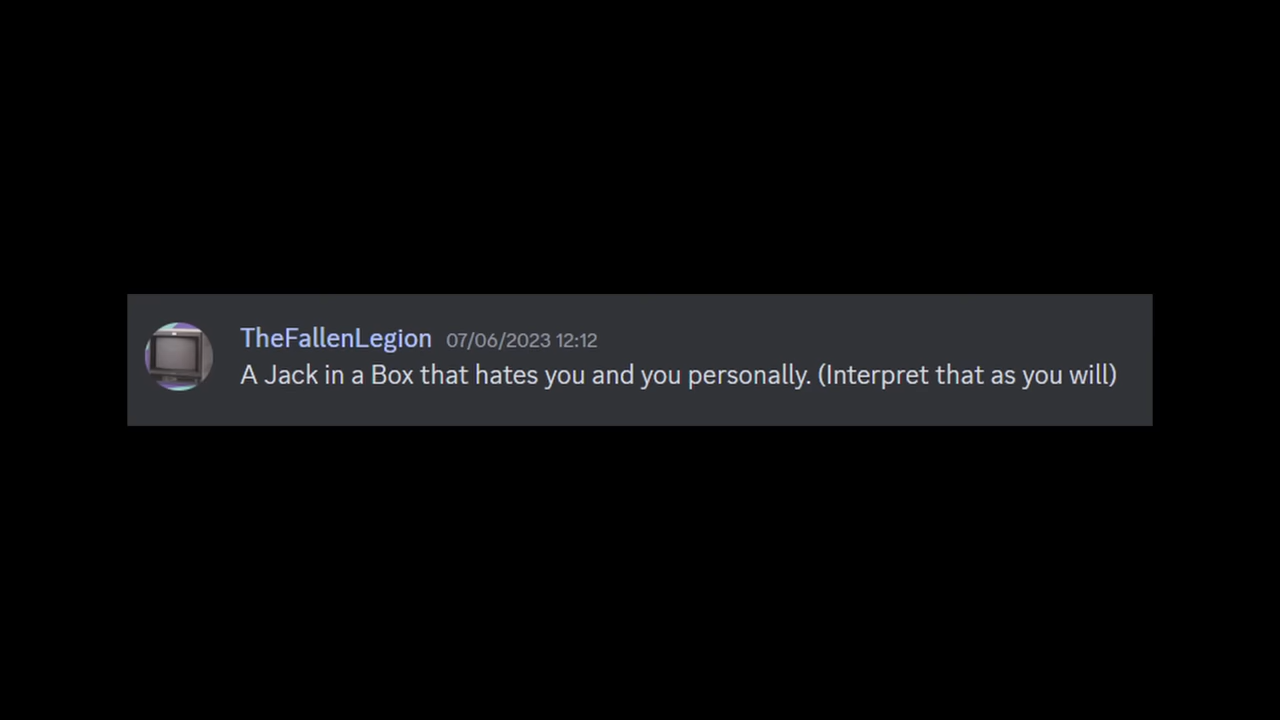 TheFallenLegion 07/06/2023 12:12
A Jack in a Box that hates you and you personally. (Interpret that as you will)